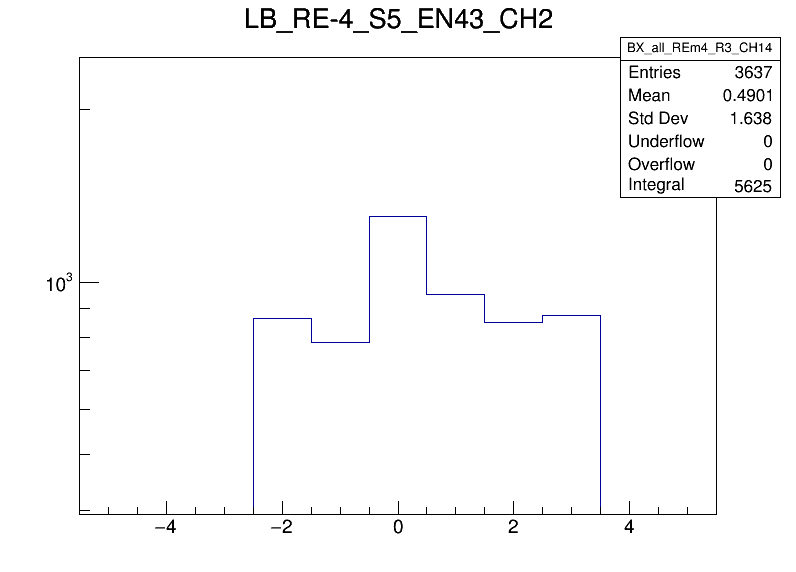 LB_RE-4_S5_EN43_CH2
BX_all_REm4_R3_CH14
Entries 3637
Mean 0.4901
Std Dev 1.638
Underflow 0
Overflow 0
Integral 5625
10³
−4 −2 0 2 4